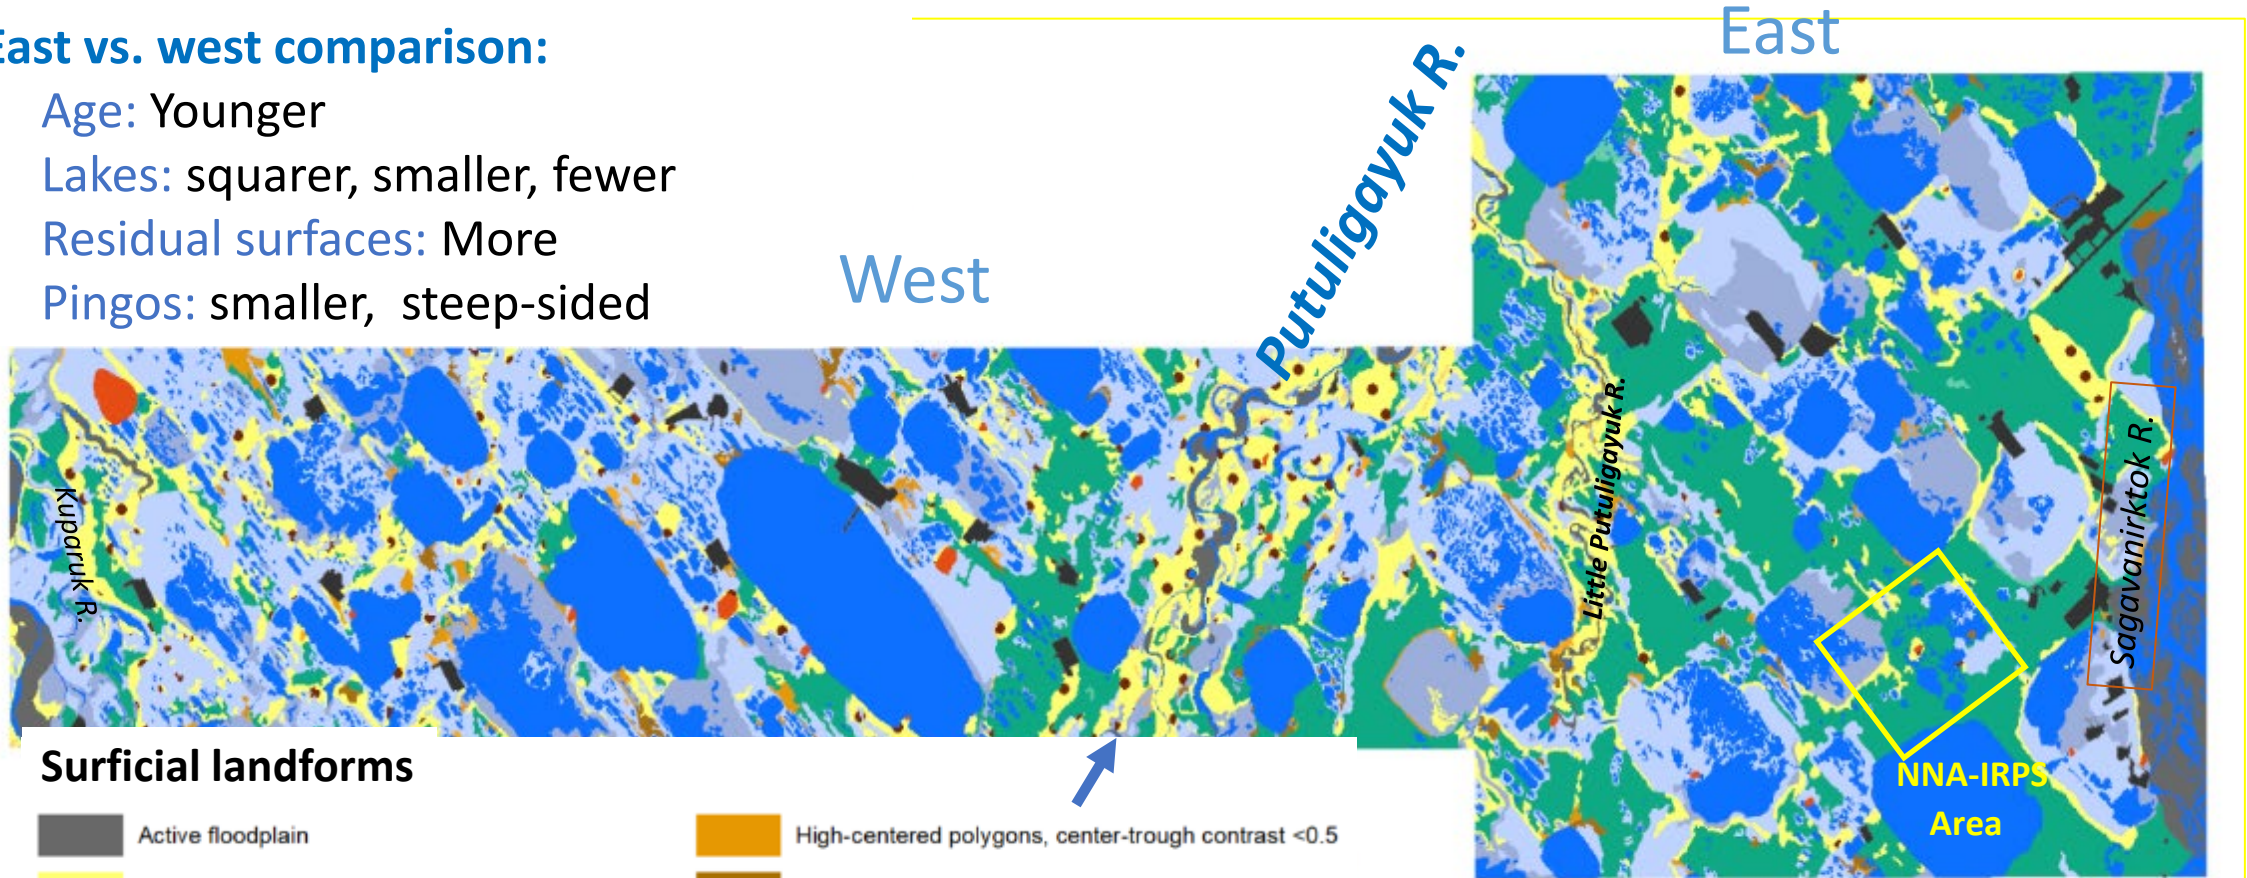 East vs. west comparison:
Age: Younger
Lakes: squarer, smaller, fewer
Residual surfaces: More
Pingos: smaller, steep-sided
West
East
Putuligayuk R.
Kuparuk R.
Little Putuligayuk R.
Sagavanirktok R.
NNA-IRPS
Area
Surficial landforms
Active floodplain
High-centered polygons, center-trough contrast <0.5